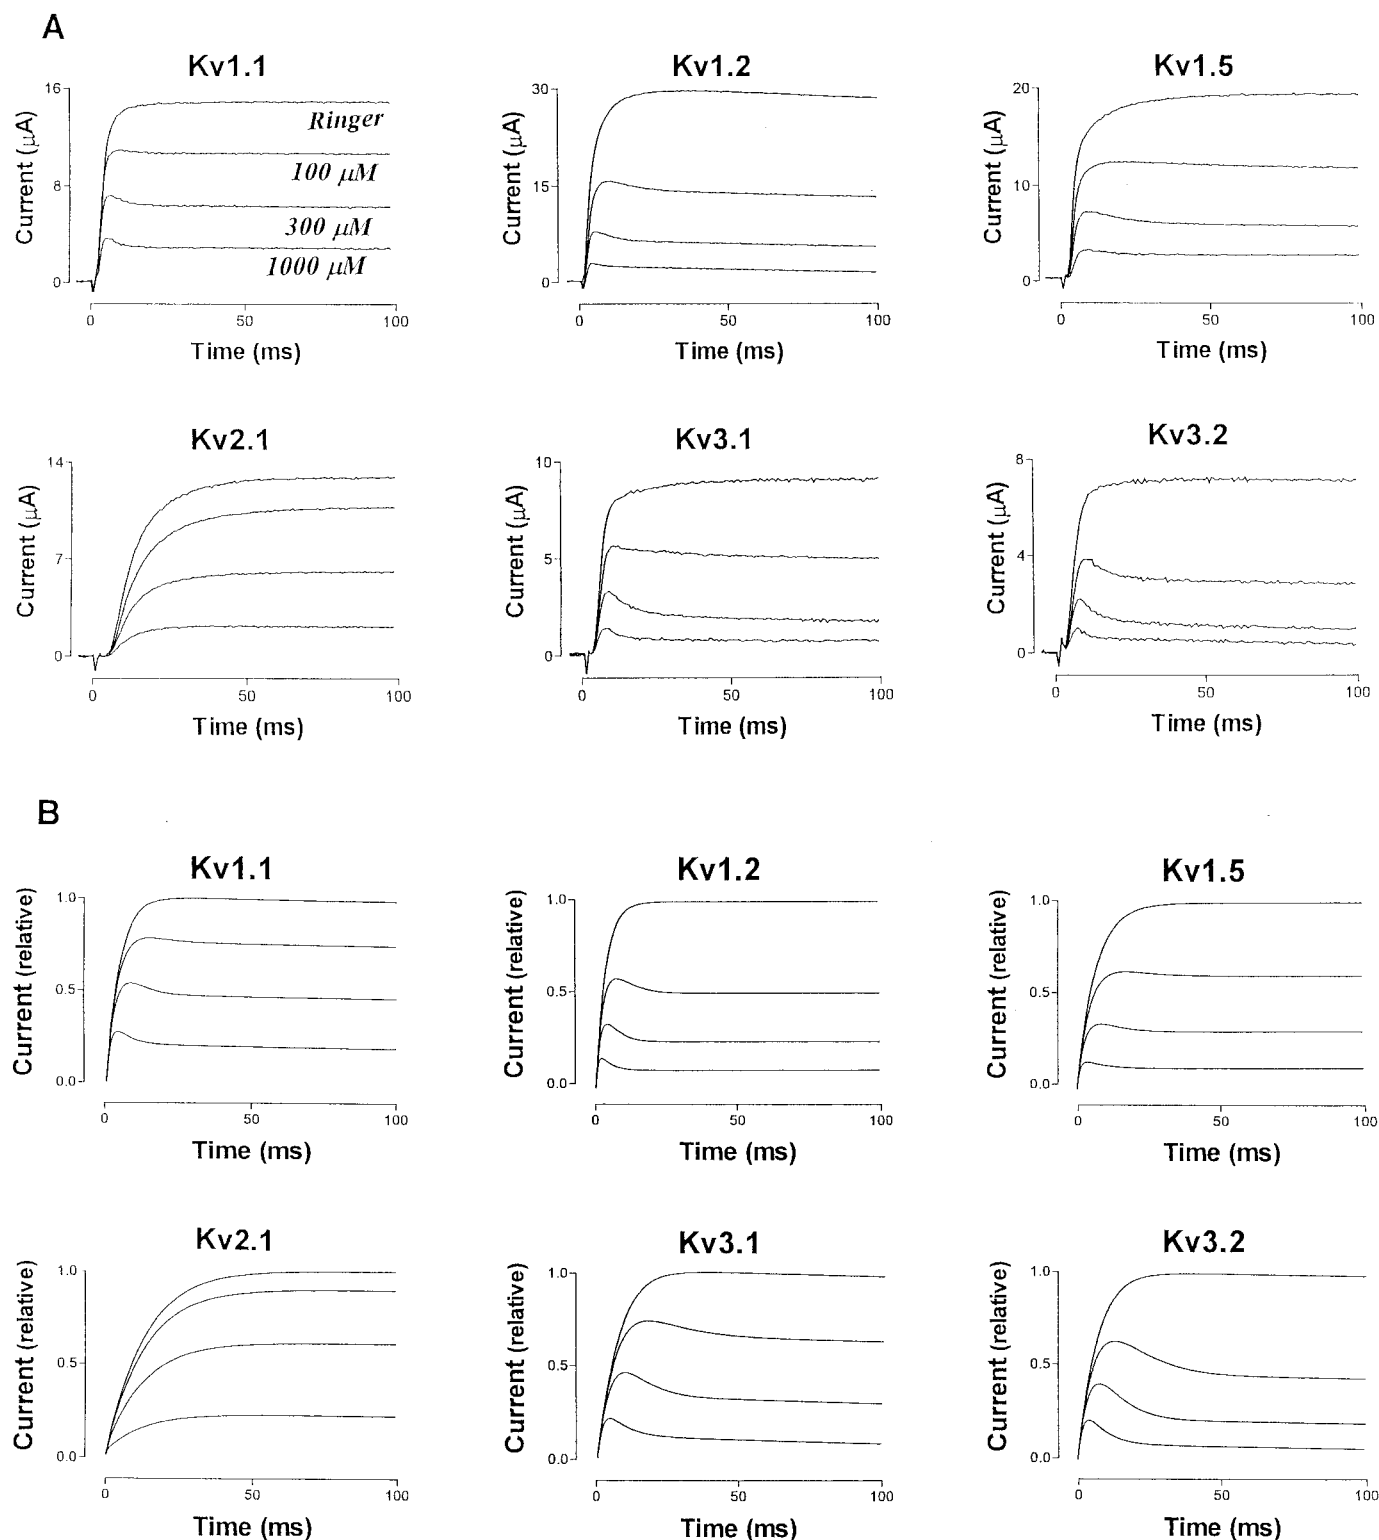 A
Kv1.1
Kv1.2
Kv1.5
Current (μA)
16
8
0
Ringer
100 μM
300 μM
1000 μM
0 50 100
Time (ms)
Current (μA)
30
15
0
0 50 100
Time (ms)
Current (μA)
20
10
0
0 50 100
Time (ms)
Kv2.1
Kv3.1
Kv3.2
Current (μA)
14
7
0
0 50 100
Time (ms)
Current (μA)
10
5
0
0 50 100
Time (ms)
Current (μA)
8
4
0
0 50 100
Time (ms)
B
Kv1.1
Kv1.2
Kv1.5
Current (relative)
1.0
0.5
0.0
0 50 100
Time (ms)
Current (relative)
1.0
0.5
0.0
0 50 100
Time (ms)
Current (relative)
1.0
0.5
0.0
0 50 100
Time (ms)
Kv2.1
Kv3.1
Kv3.2
Current (relative)
1.0
0.5
0.0
0 50 100
Time (ms)
Current (relative)
1.0
0.5
0.0
0 50 100
Time (ms)
Current (relative)
1.0
0.5
0.0
0 50 100
Time (ms)